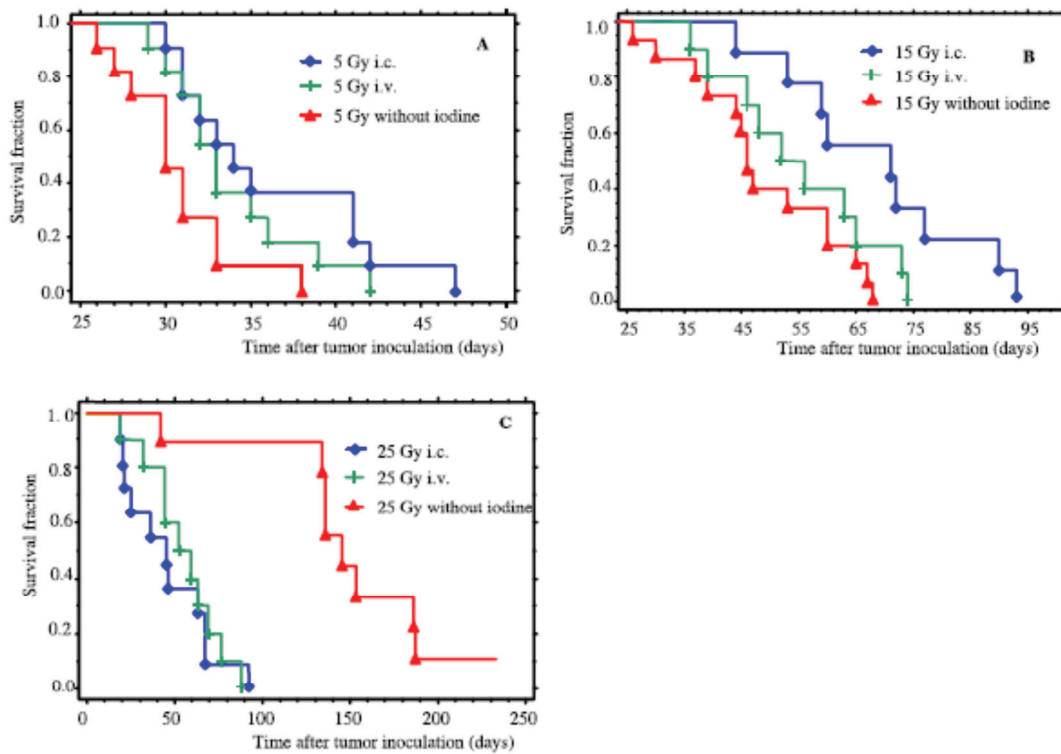 A
1.0
0.8
0.6
0.4
0.2
0.0
Survival fraction
5 Gy i.c.
5 Gy i.v.
5 Gy without iodine
25 30 35 40 45 50
Time after tumor inoculation (days)
B
1.0
0.8
0.6
0.4
0.2
0.0
Survival fraction
15 Gy i.c.
15 Gy i.v.
15 Gy without iodine
25 35 45 55 65 75 85 95
Time after tumor inoculation (days)
C
1.0
0.8
0.6
0.4
0.2
0.0
Survival fraction
25 Gy i.c.
25 Gy i.v.
25 Gy without iodine
0 50 100 150 200 250
Time after tumor inoculation (days)